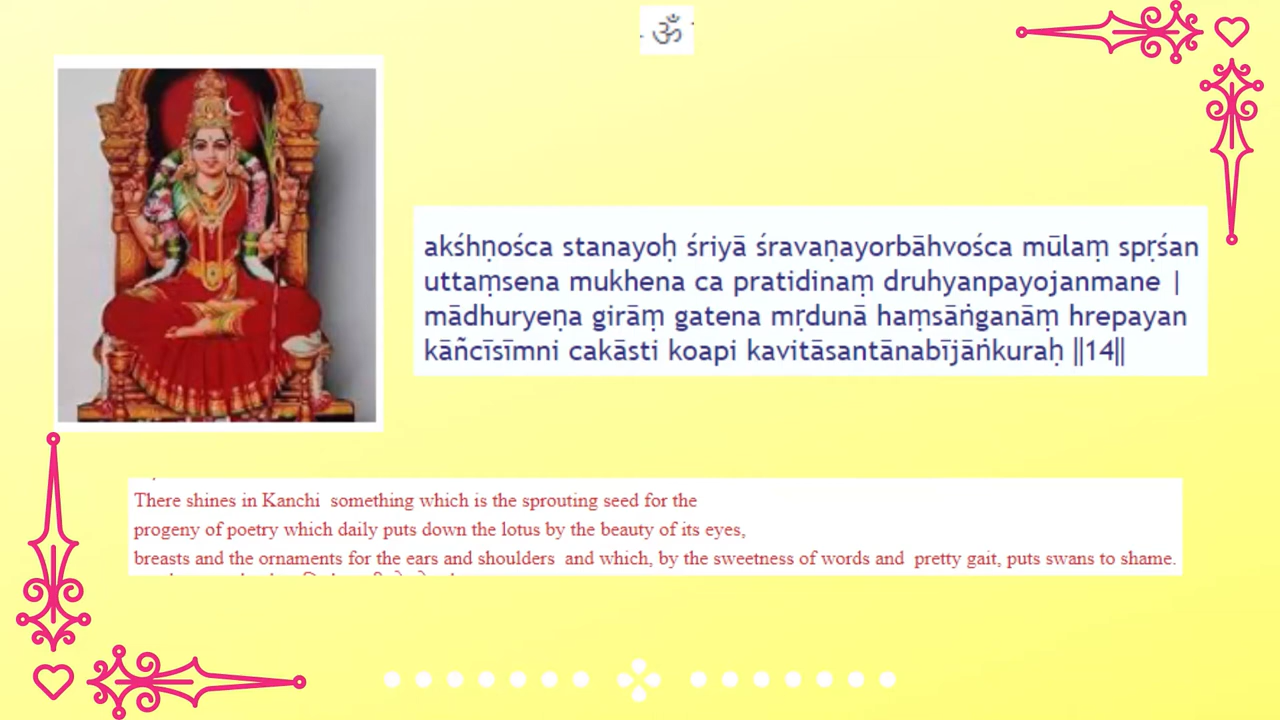 ॐ
akśhṇośca stanayoḥ śriyā śravaṇayorbāhvośca mūlaṃ spṛśan
uttaṃsena mukhena ca pratidinaṃ druhyanpayojanmane |
mādhuryeṇa girāṃ gatena mṛdunā haṃsāṅganāṃ hrepayan
kāñcīsīmni cakāsti koapi kavitāsantānabījāṅkuraḥ ‖14‖
There shines in Kanchi something which is the sprouting seed for the
progeny of poetry which daily puts down the lotus by the beauty of its eyes,
breasts and the ornaments for the ears and shoulders and which, by the sweetness of words and pretty gait, puts swans to shame.